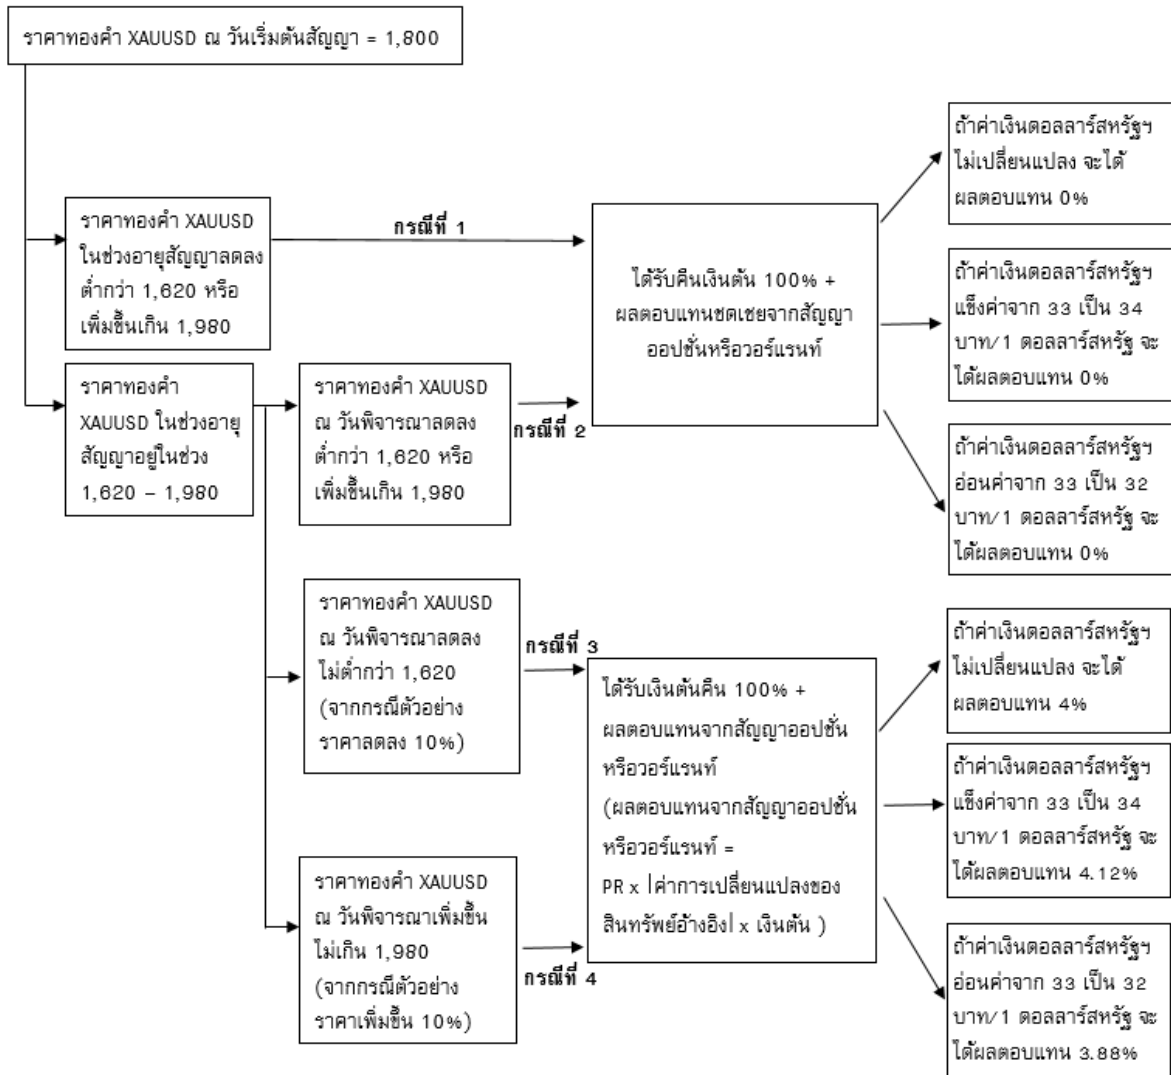 ราคาทองคำ XAUUSD ณ วันเริ่มต้นสัญญา = 1,800
ราคาทองคำ XAUUSD
ในช่วงอายุสัญญาลดลง
ต่ำกว่า 1,620 หรือ
เพิ่มขึ้นเกิน 1,980
กรณีที่ 1
ได้รับคืนเงินต้น 100% +
ผลตอบแทนชดเชยจากสัญญา
ออปชั่นหรือวอร์แรนท์
ถ้าค่าเงินดอลลาร์สหรัฐฯ
ไม่เปลี่ยนแปลง จะได้
ผลตอบแทน 0%
ถ้าค่าเงินดอลลาร์สหรัฐฯ
แข็งค่าจาก 33 เป็น 34
บาท/1 ดอลลาร์สหรัฐ จะ
ได้ผลตอบแทน 0%
ถ้าค่าเงินดอลลาร์สหรัฐฯ
อ่อนค่าจาก 33 เป็น 32
บาท/1 ดอลลาร์สหรัฐ จะ
ได้ผลตอบแทน 0%
ราคาทองคำ
XAUUSD ในช่วงอายุ
สัญญาอยู่ในช่วง
1,620 – 1,980
ราคาทองคำ XAUUSD
ณ วันพิจารณาลดลง
ต่ำกว่า 1,620 หรือ
เพิ่มขึ้นเกิน 1,980
กรณีที่ 2
ราคาทองคำ XAUUSD
ณ วันพิจารณาลดลง
ไม่ต่ำกว่า 1,620
(จากกรณีตัวอย่าง
ราคาลดลง 10%)
กรณีที่ 3
ราคาทองคำ XAUUSD
ณ วันพิจารณาเพิ่มขึ้น
ไม่เกิน 1,980
(จากกรณีตัวอย่าง
ราคาเพิ่มขึ้น 10%)
กรณีที่ 4
ได้รับเงินต้นคืน 100% +
ผลตอบแทนจากสัญญาออปชั่น
หรือวอร์แรนท์
(ผลตอบแทนจากสัญญาออปชั่น
หรือวอร์แรนท์ =
PR x |ค่าการเปลี่ยนแปลงของ
สินทรัพย์อ้างอิง| x เงินต้น )
ถ้าค่าเงินดอลลาร์สหรัฐฯ
ไม่เปลี่ยนแปลง จะได้
ผลตอบแทน 4%
ถ้าค่าเงินดอลลาร์สหรัฐฯ
แข็งค่าจาก 33 เป็น 34
บาท/1 ดอลลาร์สหรัฐ จะ
ได้ผลตอบแทน 4.12%
ถ้าค่าเงินดอลลาร์สหรัฐฯ
อ่อนค่าจาก 33 เป็น 32
บาท/1 ดอลลาร์สหรัฐ จะ
ได้ผลตอบแทน 3.88%